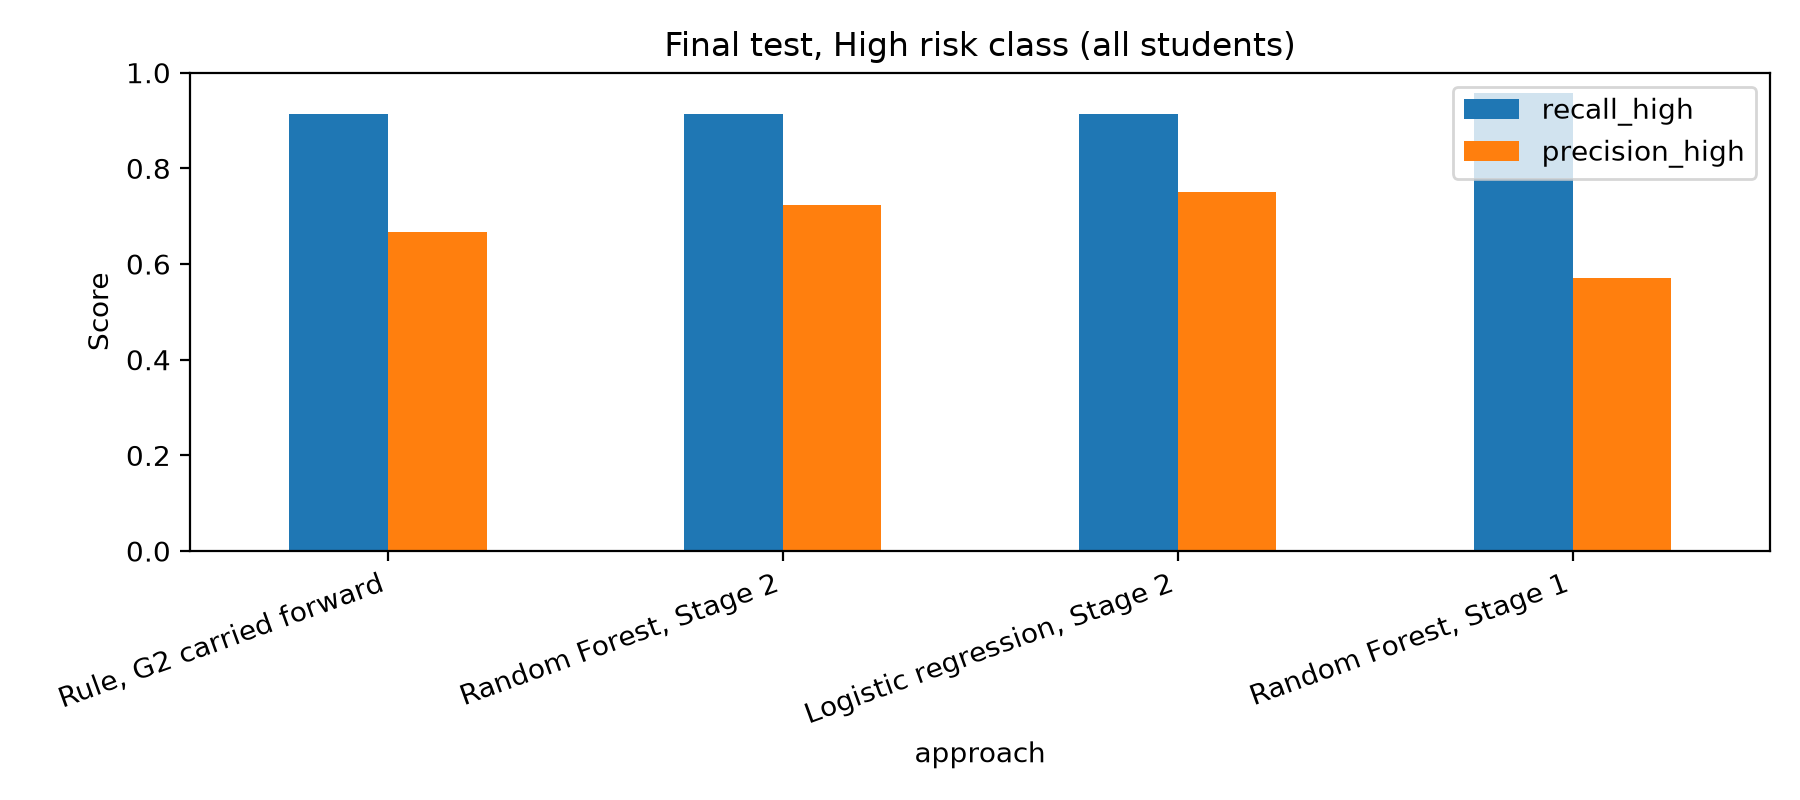 Final test, High risk class (all students)
1.0
0.8
0.6
0.4
0.2
0.0
Score
recall_high
precision_high
Rule, G2 carried forward
Random Forest, Stage 2
Logistic regression, Stage 2
Random Forest, Stage 1
approach